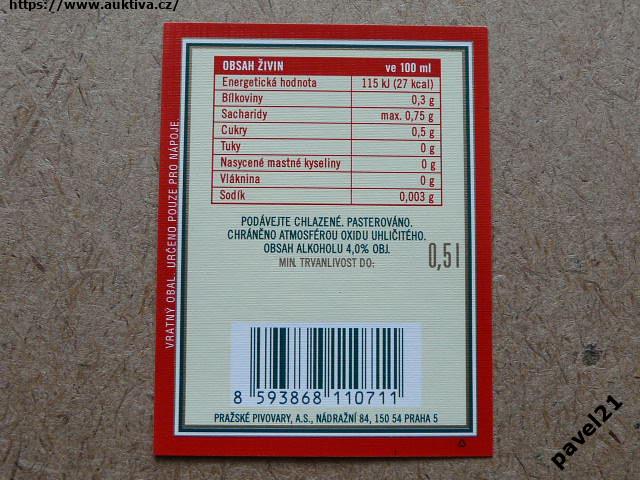 https://www.auktiva.cz/
OBSAH ŽIVIN ve 100 ml
Energetická hodnota 115 kJ (27 kcal)
Bílkoviny 0,3 g
Sacharidy max. 0,75 g
Cukry 0,5 g
Tuky 0 g
Nasycené mastné kyseliny 0 g
Vláknina 0 g
Sodík 0,003 g
PODÁVEJTE CHLAZENÉ. PASTEROVÁNO.
CHRÁNĚNO ATMOSFÉROU OXIDU UHLIČITÉHO.
OBSAH ALKOHOLU 4,0% OBJ.
MIN. TRVANLIVOST DO:
0,5 l
VRATNÝ OBAL. URČENO POUZE PRO NÁPOJE.
8 593868 110711
PRAŽSKÉ PIVOVARY, A.S., NÁDRAŽNÍ 84, 150 54 PRAHA 5
pavel21